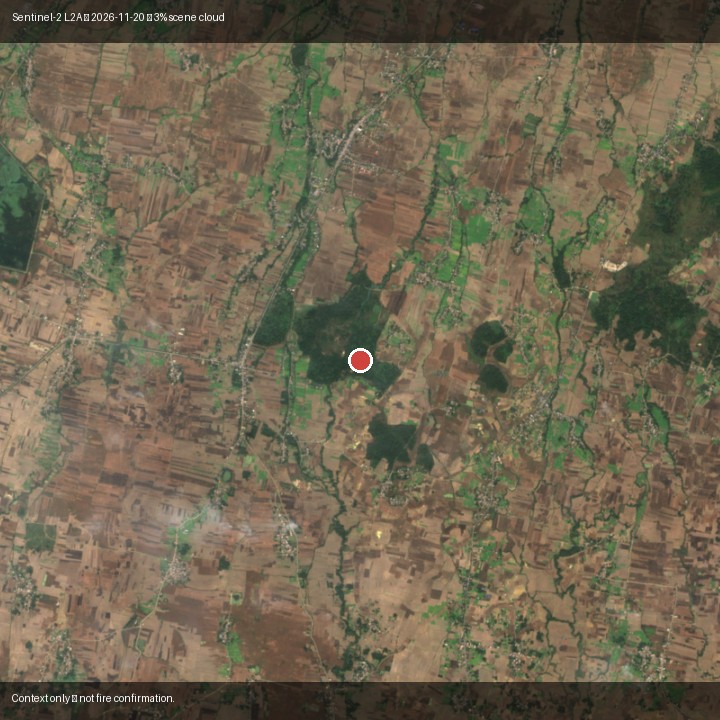 Sentinel-2 L2A▯2026-11-20▯3% scene cloud
Context only▯not fire confirmation.